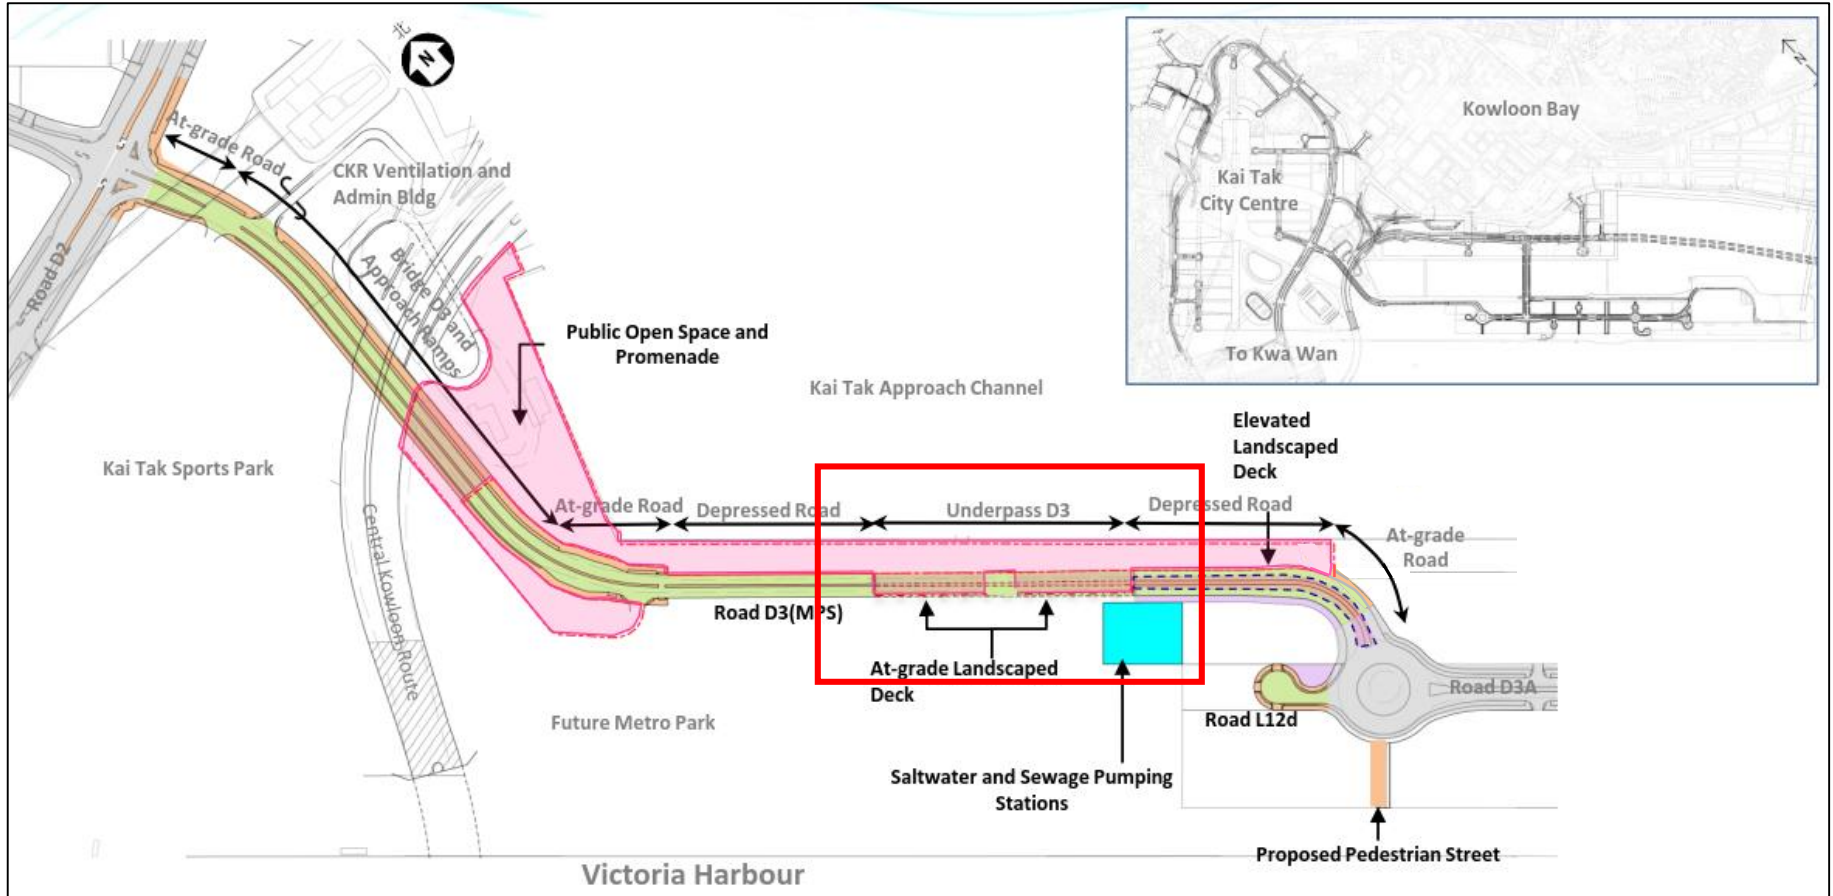 北
N
At-grade Road
CKR Ventilation and
Admin Bldg
Road D2
Bridge D3 and
Approach Ramps
Public Open Space and
Promenade
Kai Tak Approach Channel
Kowloon Bay
Kai Tak
City Centre
To Kwa Wan
N
Elevated
Landscaped
Deck
Kai Tak Sports Park
At-grade Road
Depressed Road
Underpass D3
Depressed Road
At-grade
Road
Central Kowloon Route
Road D3(MPS)
At-grade Landscaped
Deck
Road D3A
Road L12d
Future Metro Park
Saltwater and Sewage Pumping
Stations
Proposed Pedestrian Street
Victoria Harbour